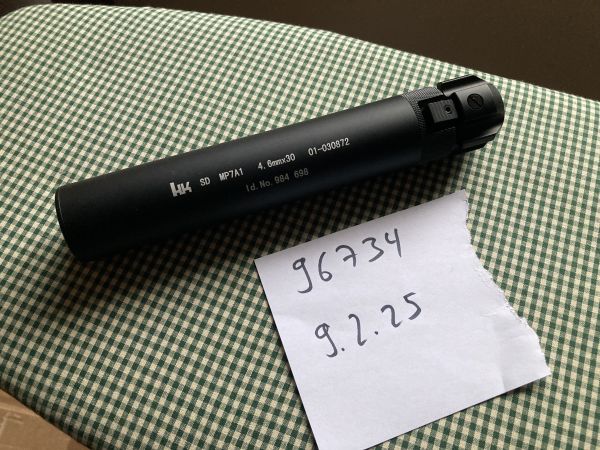 HK SD MP7A1 4.6mmx30 01-030872
Id.No. 984 698
96734
9.2.25